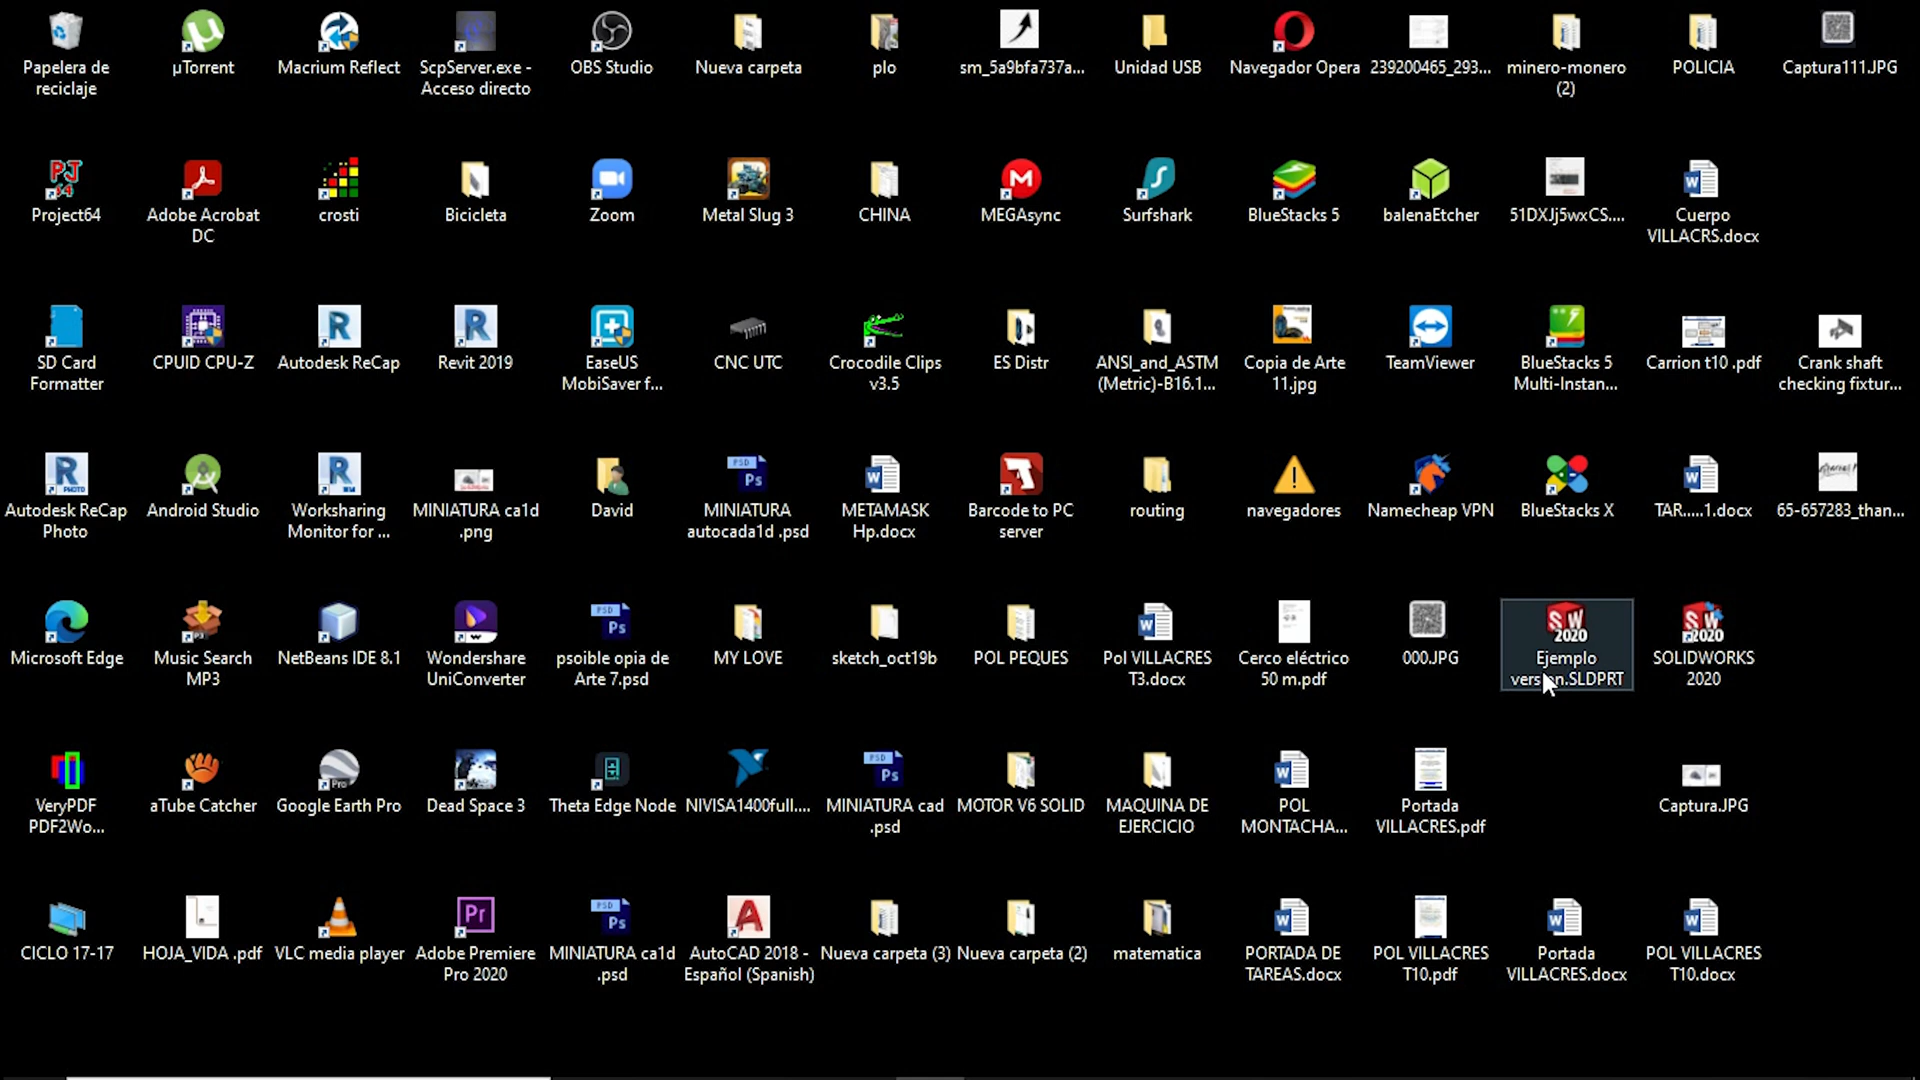 Papelera de
reciclaje
µTorrent
Macrium Reflect
ScpServer.exe -
Acceso directo
OBS Studio
Nueva carpeta
plo
sm_5a9bfa737a...
Unidad USB
Navegador Opera
239200465_293...
minero-monero
(2)
POLICIA
Captura111.JPG
Project64
Adobe Acrobat
DC
crosti
Bicicleta
Zoom
Metal Slug 3
CHINA
MEGAsync
Surfshark
BlueStacks 5
balenaEtcher
51DXJj5wxCS....
Cuerpo
VILLACRS.docx
SD Card
Formatter
CPUID CPU-Z
Autodesk ReCap
Revit 2019
EaseUS
MobiSaver f...
CNC UTC
Crocodile Clips
v3.5
ES Distr
ANSI_and_ASTM
(Metric)-B16.1...
Copia de Arte
11.jpg
TeamViewer
BlueStacks 5
Multi-Instan...
Carrion t10 .pdf
Crank shaft
checking fixtur...
Autodesk ReCap
Photo
Android Studio
Worksharing
Monitor for ...
MINIATURA ca1d
.png
David
MINIATURA
autocada1d .psd
METAMASK
Hp.docx
Barcode to PC
server
routing
navegadores
Namecheap VPN
BlueStacks X
TAR.....1.docx
65-657283_than...
Microsoft Edge
Music Search
MP3
NetBeans IDE 8.1
Wondershare
UniConverter
psoible opia de
Arte 7.psd
MY LOVE
sketch_oct19b
POL PEQUES
Pol VILLACRES
T3.docx
Cerco eléctrico
50 m.pdf
000.JPG
Ejemplo
.SLDPRT
SOLIDWORKS
2020
VeryPDF
PDF2Wo...
aTube Catcher
Google Earth Pro
Dead Space 3
Theta Edge Node
NIVISA1400full....
MINIATURA cad
.psd
MOTOR V6 SOLID
MAQUINA DE
EJERCICIO
POL
MONTACHA...
Portada
VILLACRES.pdf
Captura.JPG
CICLO 17-17
HOJA_VIDA .pdf
VLC media player
Adobe Premiere
Pro 2020
MINIATURA ca1d
.psd
AutoCAD 2018 -
Español (Spanish)
Nueva carpeta (3)
Nueva carpeta (2)
matematica
PORTADA DE
TAREAS.docx
POL VILLACRES
T10.pdf
Portada
VILLACRES.docx
POL VILLACRES
T10.docx